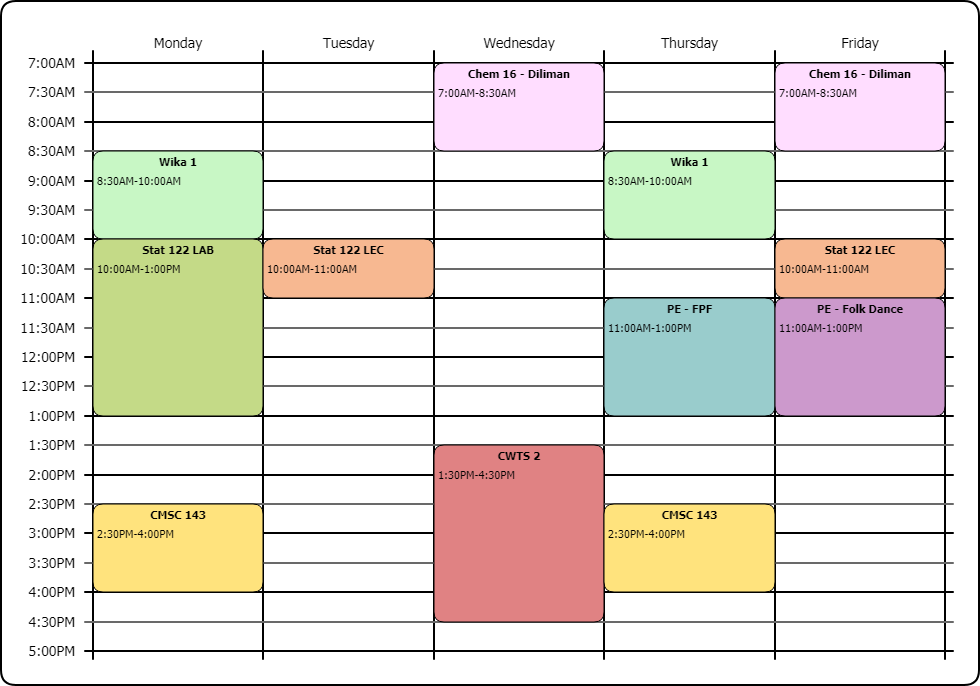 Monday Tuesday Wednesday Thursday Friday
7:00AM
Chem 16 - Diliman Chem 16 - Diliman
7:30AM 7:00AM-8:30AM 7:00AM-8:30AM
8:00AM
8:30AM
Wika 1 Wika 1
9:00AM 8:30AM-10:00AM 8:30AM-10:00AM
9:30AM
10:00AM
Stat 122 LAB Stat 122 LEC Stat 122 LEC
10:30AM 10:00AM-1:00PM 10:00AM-11:00AM 10:00AM-11:00AM
11:00AM
PE - FPF PE - Folk Dance
11:30AM 11:00AM-1:00PM 11:00AM-1:00PM
12:00PM
12:30PM
1:00PM
1:30PM
CWTS 2
2:00PM 1:30PM-4:30PM
2:30PM
CMSC 143 CMSC 143
3:00PM 2:30PM-4:00PM 2:30PM-4:00PM
3:30PM
4:00PM
4:30PM
5:00PM